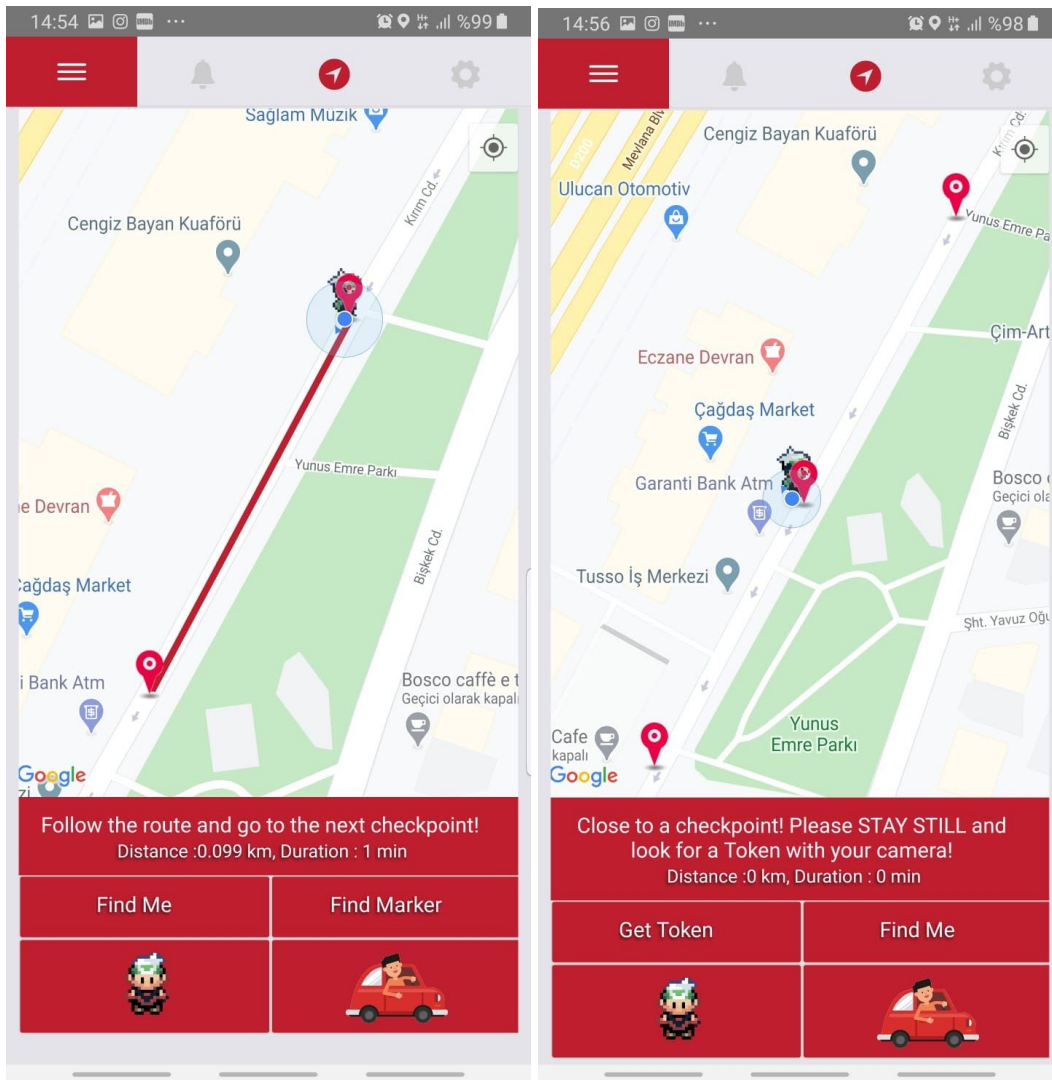 14:54
%99
Sağlam Müzik
Kırım Cd.
Cengiz Bayan Kuaförü
Yunus Emre Parkı
e Devran
Bişkek Cd.
Çağdaş Market
i Bank Atm
Bosco caffè e t
Geçici olarak kapalı
Google
zi
Follow the route and go to the next checkpoint!
Distance :0.099 km, Duration : 1 min
Find Me
Find Marker
14:56
%98
Mevlana Blv
D200
Cengiz Bayan Kuaförü
Kırım Cd.
Ulucan Otomotiv
Yunus Emre Pa
Çim-Art
Eczane Devran
Bişkek Cd.
Çağdaş Market
Garanti Bank Atm
Bosco
Geçici ola
Tusso İş Merkezi
Şht. Yavuz Oğu
Cafe
kapalı
Yunus
Emre Parkı
Google
Close to a checkpoint! Please STAY STILL and
look for a Token with your camera!
Distance :0 km, Duration : 0 min
Get Token
Find Me